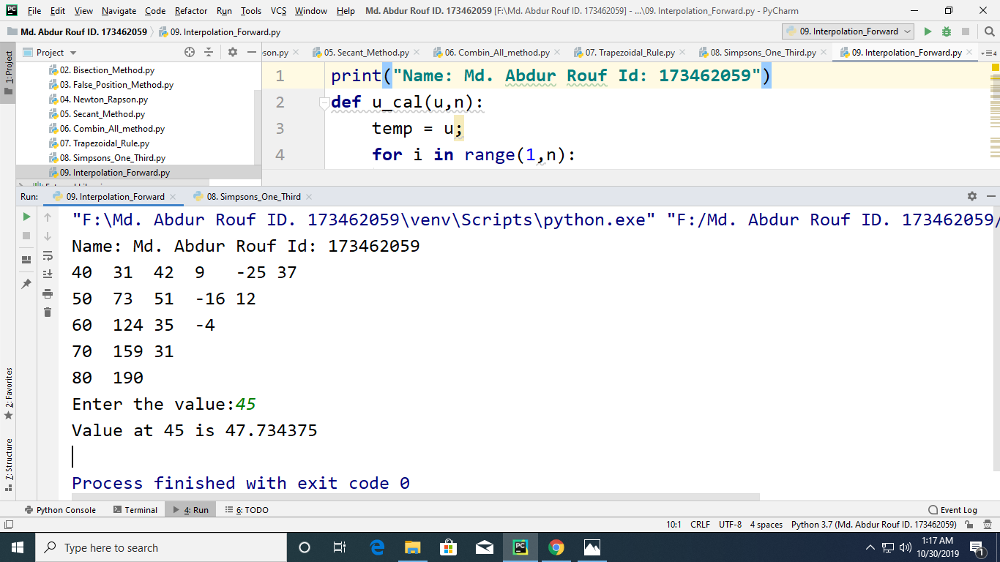 File Edit View Navigate Code Refactor Run Tools VCS Window Help Md. Abdur Rouf ID. 173462059 [F:\Md. Abdur Rouf ID. 173462059] - ...\09. Interpolation_Forward.py - PyCharm
Md. Abdur Rouf ID. 173462059 09. Interpolation_Forward.py 09. Interpolation_Forward
1: Project
Project
son.py 05. Secant_Method.py 06. Combin_All_method.py 07. Trapezoidal_Rule.py 08. Simpsons_One_Third.py 09. Interpolation_Forward.py 4
02. Bisection_Method.py
03. False_Position_Method.py
04. Newton_Rapson.py
05. Secant_Method.py
06. Combin_All_method.py
07. Trapezoidal_Rule.py
08. Simpsons_One_Third.py
09. Interpolation_Forward.py
1 print("Name: Md. Abdur Rouf Id: 173462059")
2 def u_cal(u,n):
3 temp = u;
4 for i in range(1,n):
Run: 09. Interpolation_Forward 08. Simpsons_One_Third
"F:\Md. Abdur Rouf ID. 173462059\venv\Scripts\python.exe" "F:/Md. Abdur Rouf ID. 173462059/
Name: Md. Abdur Rouf Id: 173462059
40 31 42 9 -25 37
50 73 51 -16 12
60 124 35 -4
70 159 31
80 190
Enter the value:45
Value at 45 is 47.734375
Process finished with exit code 0
2: Favorites
7: Structure
Python Console Terminal 4: Run 6: TODO Event Log
10:1 CRLF UTF-8 4 spaces Python 3.7 (Md. Abdur Rouf ID. 173462059)
Type here to search
1:17 AM
10/30/2019
1